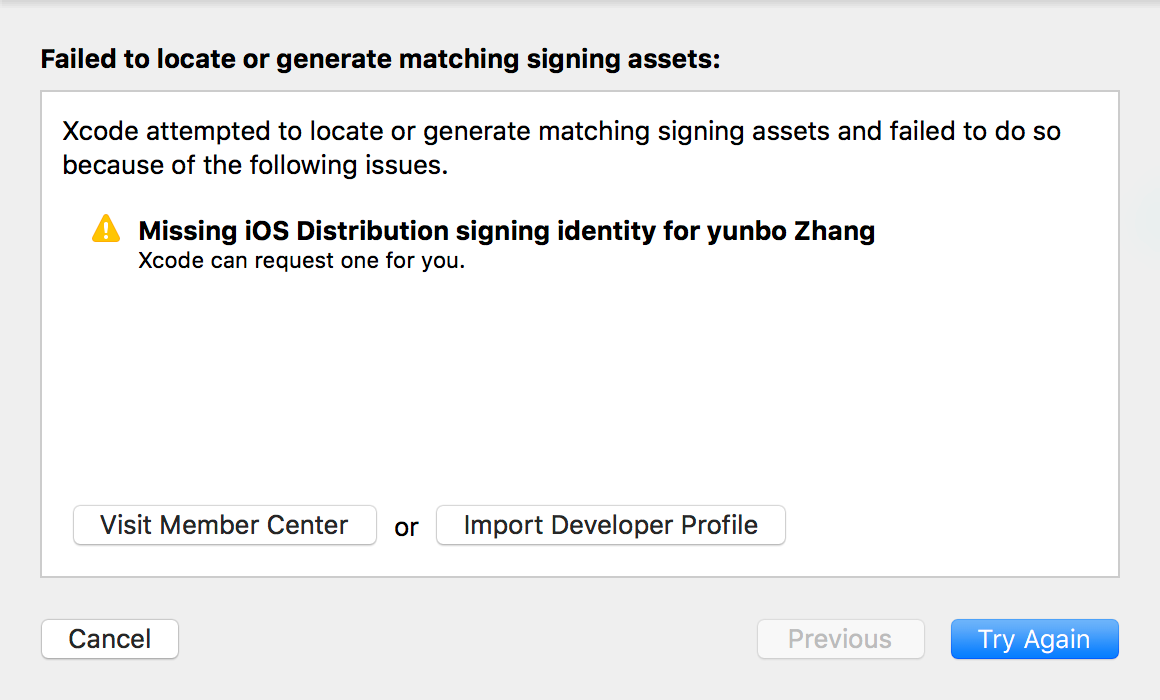 Failed to locate or generate matching signing assets:
Xcode attempted to locate or generate matching signing assets and failed to do so
because of the following issues.
Missing iOS Distribution signing identity for yunbo Zhang
Xcode can request one for you.
Visit Member Center or Import Developer Profile
Cancel Previous Try Again